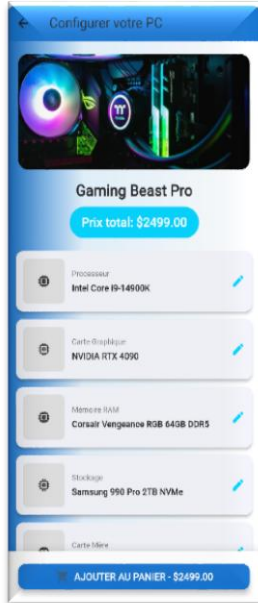 Configurer votre PC
Gaming Beast Pro
Prix total: $2499.00
Processeur
Intel Core I9-14900K
Carte Graphique
NVIDIA RTX 4090
Mémoire RAM
Corsair Vengeance RGB 64GB DDR5
Stockage
Samsung 990 Pro 2TB NVMe
Carte Mère
AJOUTER AU PANIER - $2499.00